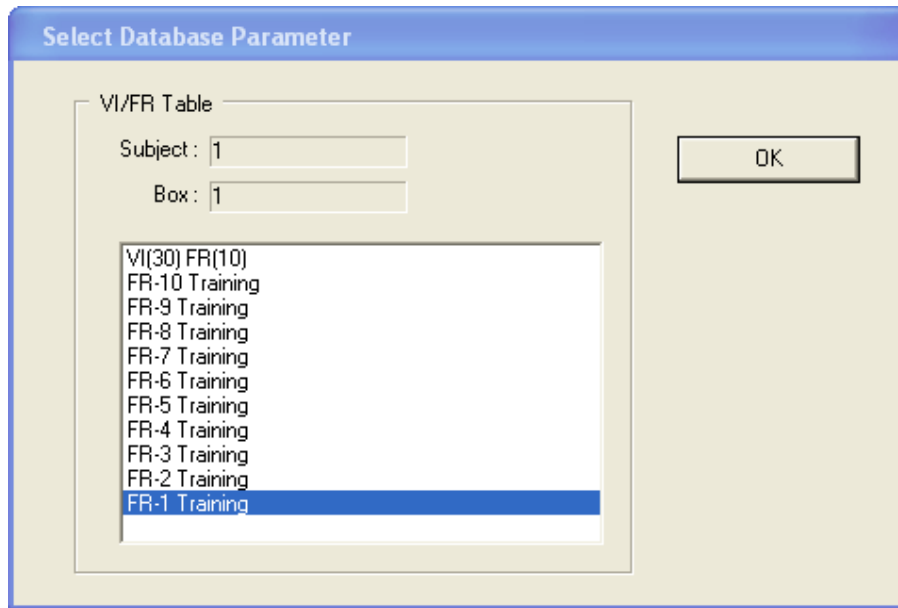 Select Database Parameter
VI/FR Table
Subject : 1
OK
Box : 1
VI(30) FR(10)
FR-10 Training
FR-9 Training
FR-8 Training
FR-7 Training
FR-6 Training
FR-5 Training
FR-4 Training
FR-3 Training
FR-2 Training
FR-1 Training